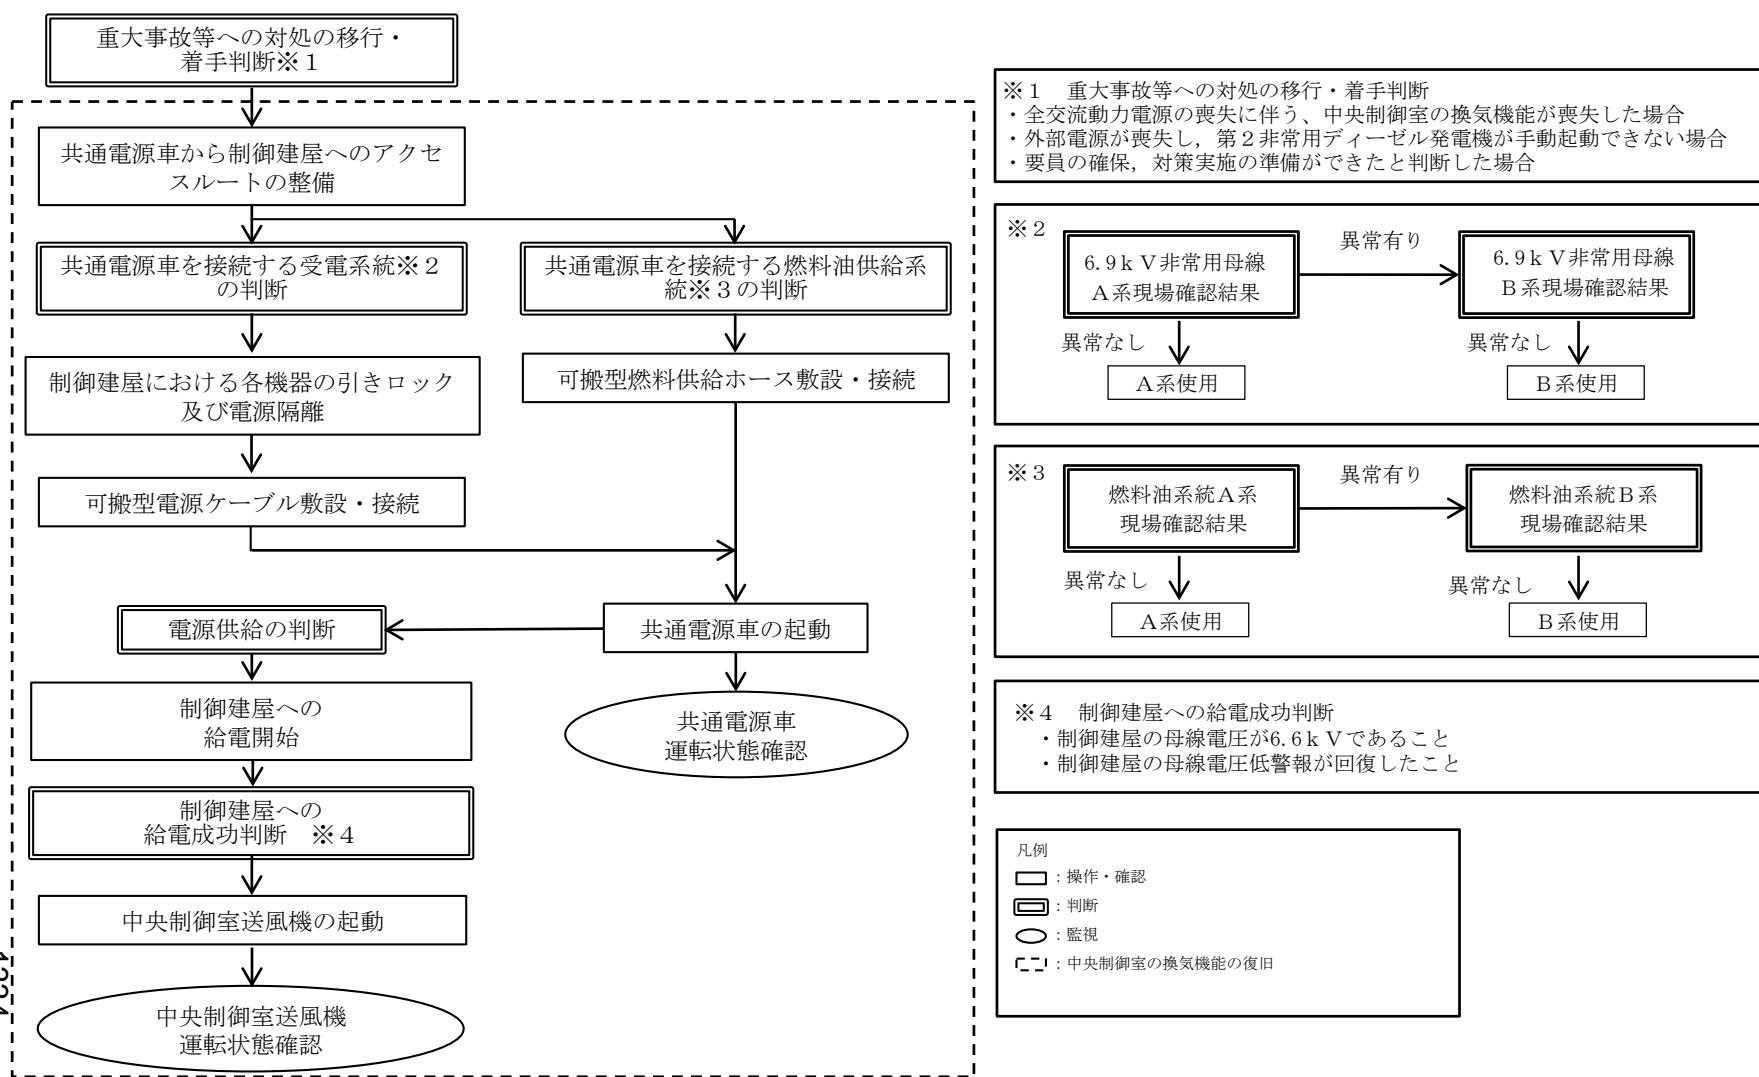 重大事故等への対処の移行・
着手判断※１
共通電源車から制御建屋へのアクセ
スルートの整備
共通電源車を接続する受電系統※２
の判断
共通電源車を接続する燃料油供給系
統※３の判断
制御建屋における各機器の引きロック
及び電源隔離
可搬型燃料供給ホース敷設・接続
可搬型電源ケーブル敷設・接続
電源供給の判断
共通電源車の起動
制御建屋への
給電開始
共通電源車
運転状態確認
制御建屋への
給電成功判断　※４
中央制御室送風機の起動
中央制御室送風機
運転状態確認
※１　重大事故等への対処の移行・着手判断
・全交流動力電源の喪失に伴う、中央制御室の換気機能が喪失した場合
・外部電源が喪失し，第２非常用ディーゼル発電機が手動起動できない場合
・要員の確保，対策実施の準備ができたと判断した場合
※２
6.9ｋＶ非常用母線
Ａ系現場確認結果
異常有り
6.9ｋＶ非常用母線
Ｂ系現場確認結果
異常なし
異常なし
Ａ系使用
Ｂ系使用
※３
燃料油系統Ａ系
現場確認結果
異常有り
燃料油系統Ｂ系
現場確認結果
異常なし
異常なし
Ａ系使用
Ｂ系使用
※４　制御建屋への給電成功判断
・制御建屋の母線電圧が6.6ｋＶであること
・制御建屋の母線電圧低警報が回復したこと
凡例
：操作・確認
：判断
：監視
：中央制御室の換気機能の復旧